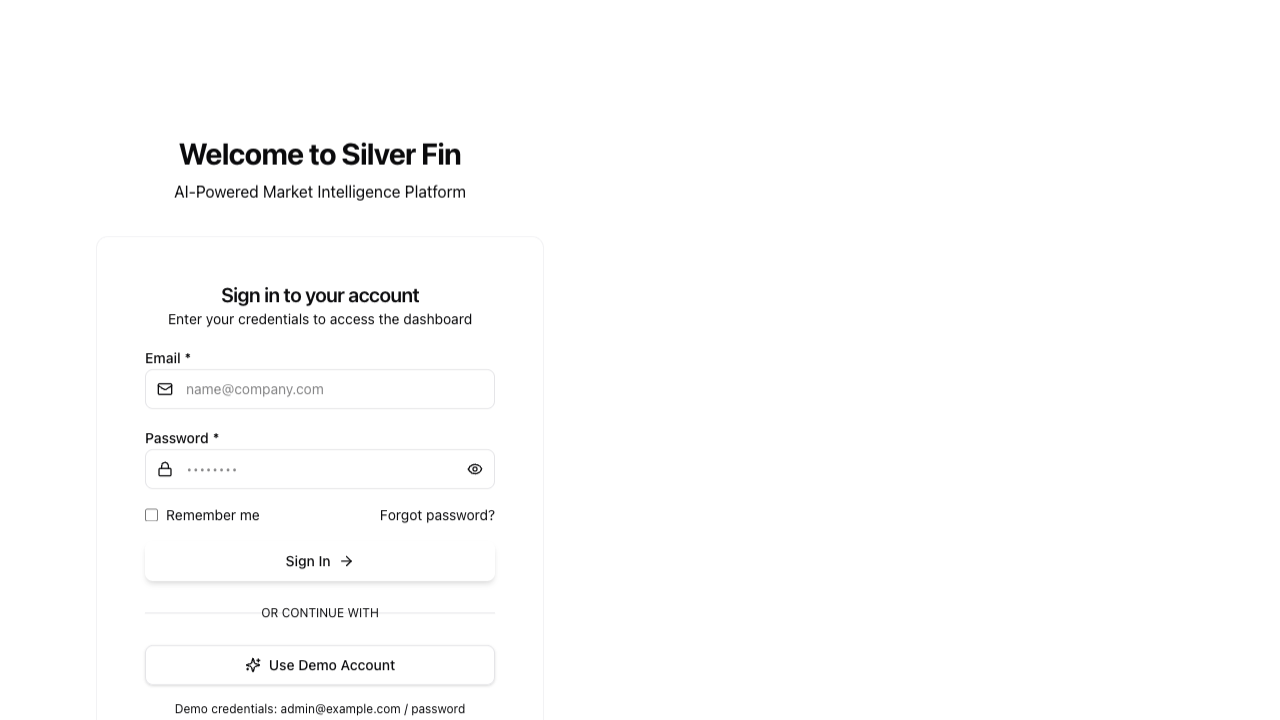 Welcome to Silver Fin
AI-Powered Market Intelligence Platform
Sign in to your account
Enter your credentials to access the dashboard
Email *
name@company.com
Password *
••••••••
Remember me
Forgot password?
Sign In
OR CONTINUE WITH
Use Demo Account
Demo credentials: admin@example.com / password